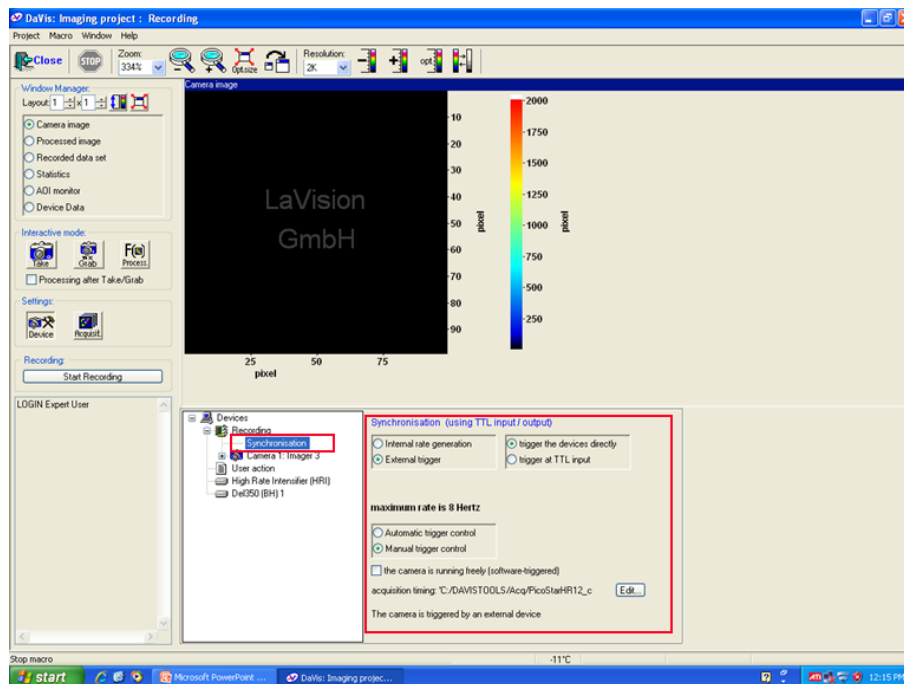 DaVis: Imaging project : Recording
Project Macro Window Help
Close STOP Zoom: 334% Opt.size Resolution: 2K opt.
Window Manager:
Layout: 1 x 1
Camera image
Processed image
Recorded data set
Statistics
AOI monitor
Device Data
Interactive mode:
Take Grab F(x) Process.
Processing after Take/Grab
Settings:
Device Acquisit.
Recording:
Start Recording
LOGIN Expert User
Camera image
LaVision
GmbH
10
20
30
40
50
60
70
80
90
pixel
25 50 75
pixel
2000
1750
1500
1250
1000
750
500
250
pixel
Devices
Recording
Synchronisation
Camera 1: Imager 3
User action
High Rate Intensifier (HRI)
Del350 (BH) 1
Synchronisation (using TTL input / output)
Internal rate generation trigger the devices directly
External trigger trigger at TTL input
maximum rate is 8 Hertz
Automatic trigger control
Manual trigger control
the camera is running freely (software-triggered)
acquisition timing: 'C:/DAVISTOOLS/Acq/PicoStarHR12_c Edit...
The camera is triggered by an external device
Stop macro -11°C
start Microsoft PowerPoint ... DaVis: Imaging projec... 12:15 PM